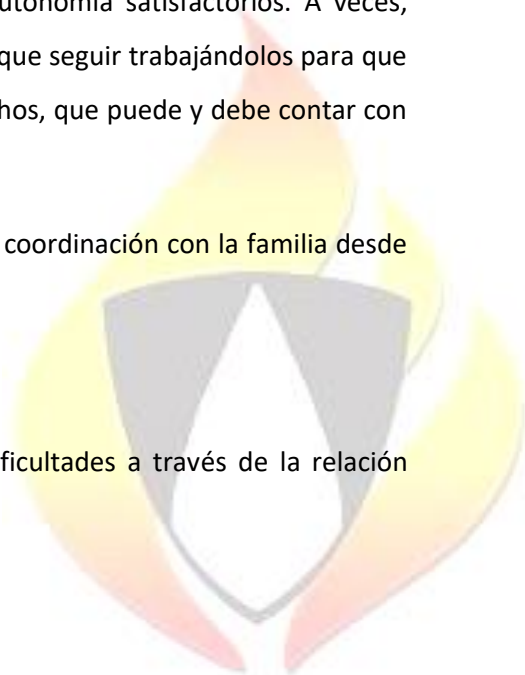 autonomía satisfactorios. A veces,
que seguir trabajándolos para que
hos, que puede y debe contar con
coordinación con la familia desde
ficultades a través de la relación